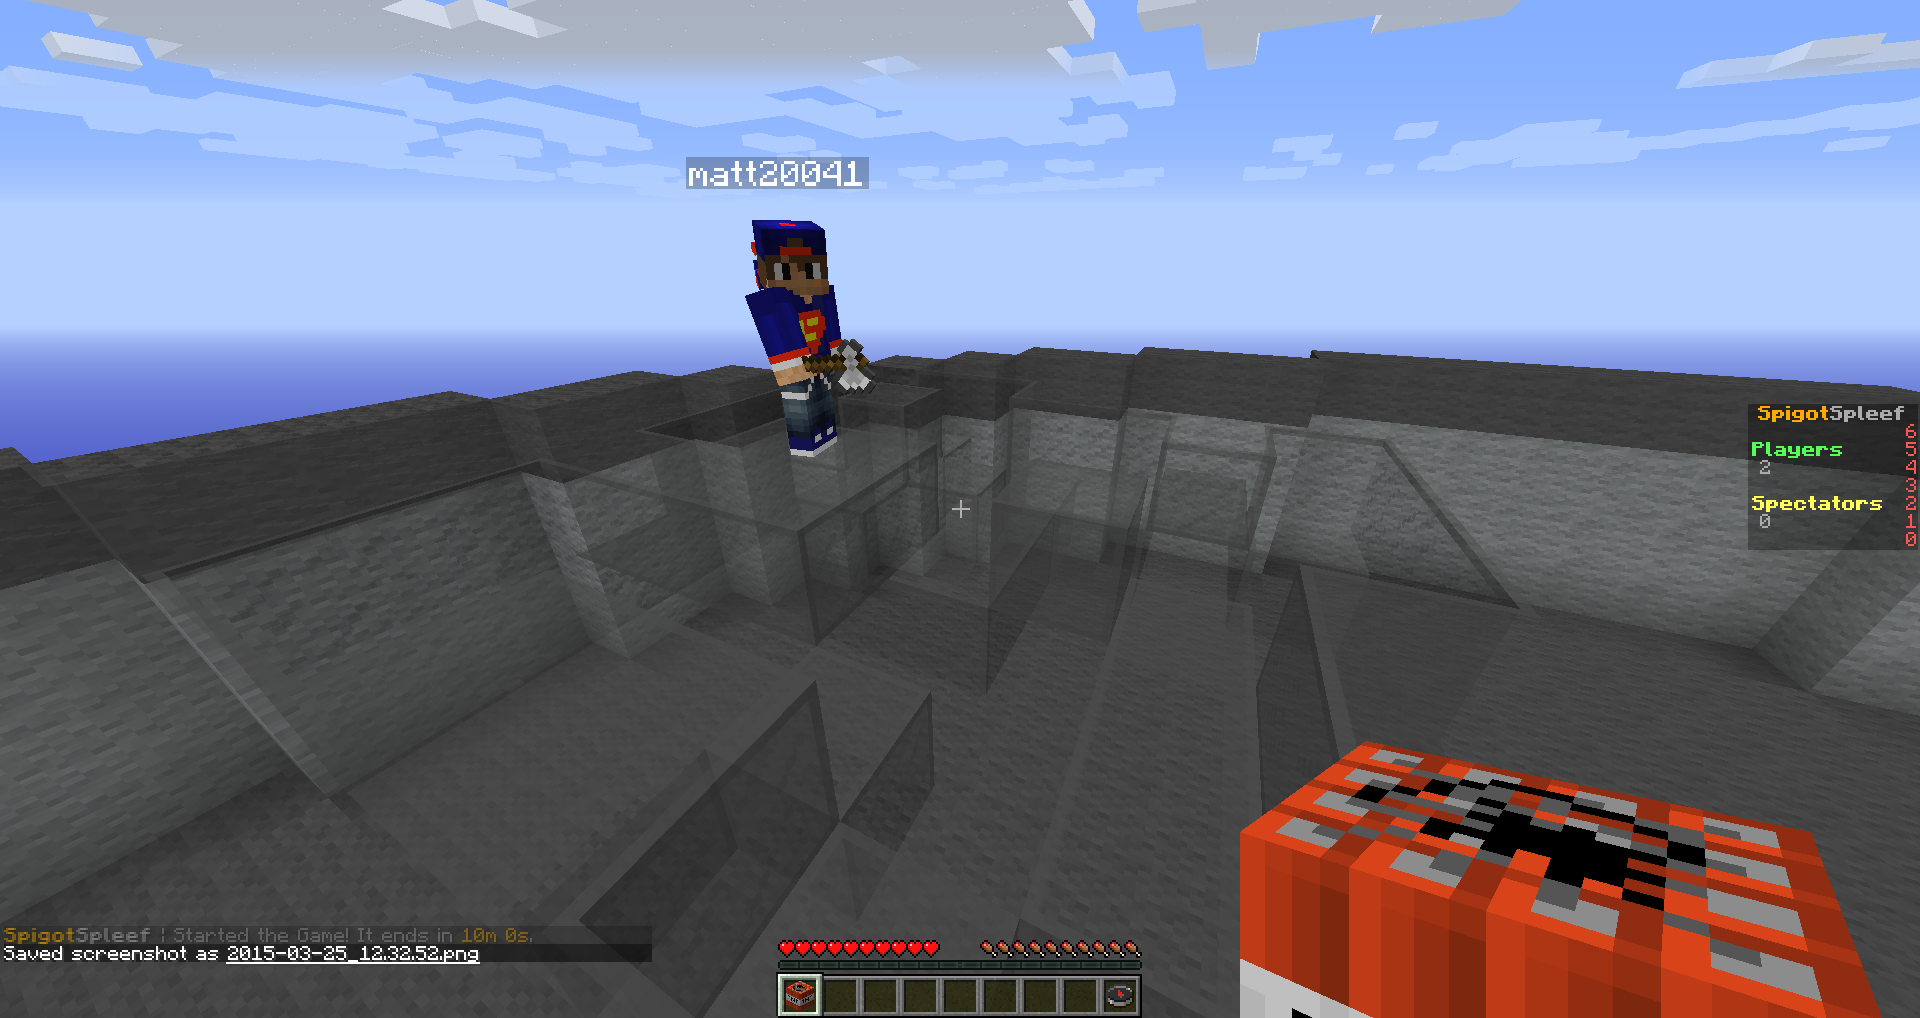 matt20041
SpigotSpleef
6
Players 5
2 4
3
Spectators 2
0 1
0
SpigotSpleef | Started the Game! It ends in 10m 0s.
Saved screenshot as 2015-03-25_12.32.52.png